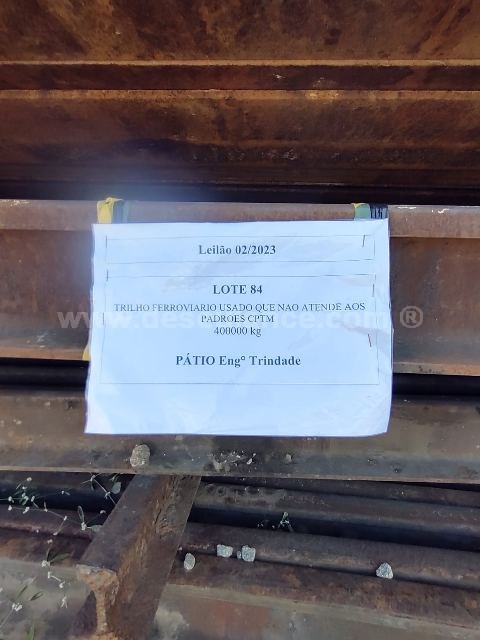 Leilão 02/2023
LOTE 84
TRILHO FERROVIARIO USADO QUE NAO ATENDE AOS
PADROES CPTM
400000 kg
PÁTIO Engº Trindade